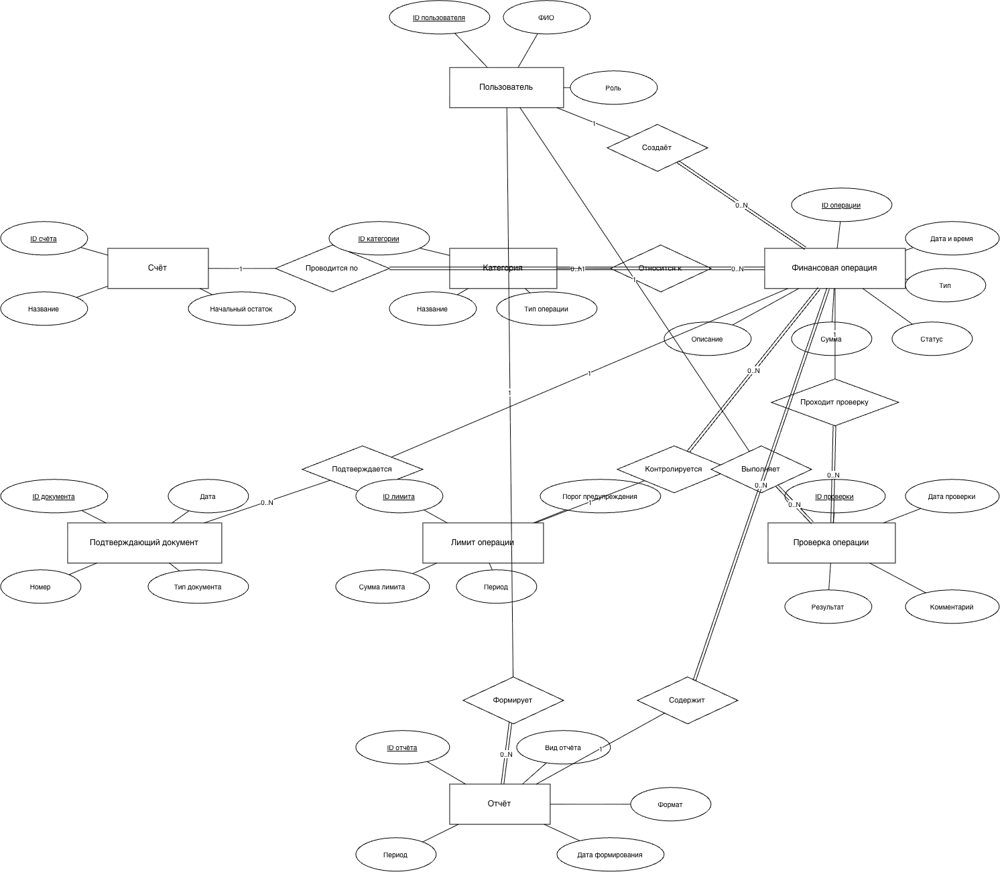 ID пользователя
ФИО
Пользователь
Роль
1
Создаёт
0..N
ID операции
ID счёта
ID категории
Дата и время
Счёт
1
Проводится по
Категория
0..N
1
Относится к
0..N
Финансовая операция
1
Тип
Название
Начальный остаток
Название
Тип операции
Описание
Сумма
1
Статус
1
0..N
1
Проходит проверку
Подтверждается
Контролируется
Выполняет
0..N
0..N
ID документа
Дата
0..N
ID лимита
Порог предупреждения
1
0..N
ID проверки
Дата проверки
Подтверждающий документ
Лимит операции
Проверка операции
Номер
Тип документа
Сумма лимита
Период
Результат
Комментарий
Формирует
Содержит
ID отчёта
0..N
Вид отчёта
1
Отчёт
Формат
Период
Дата формирования